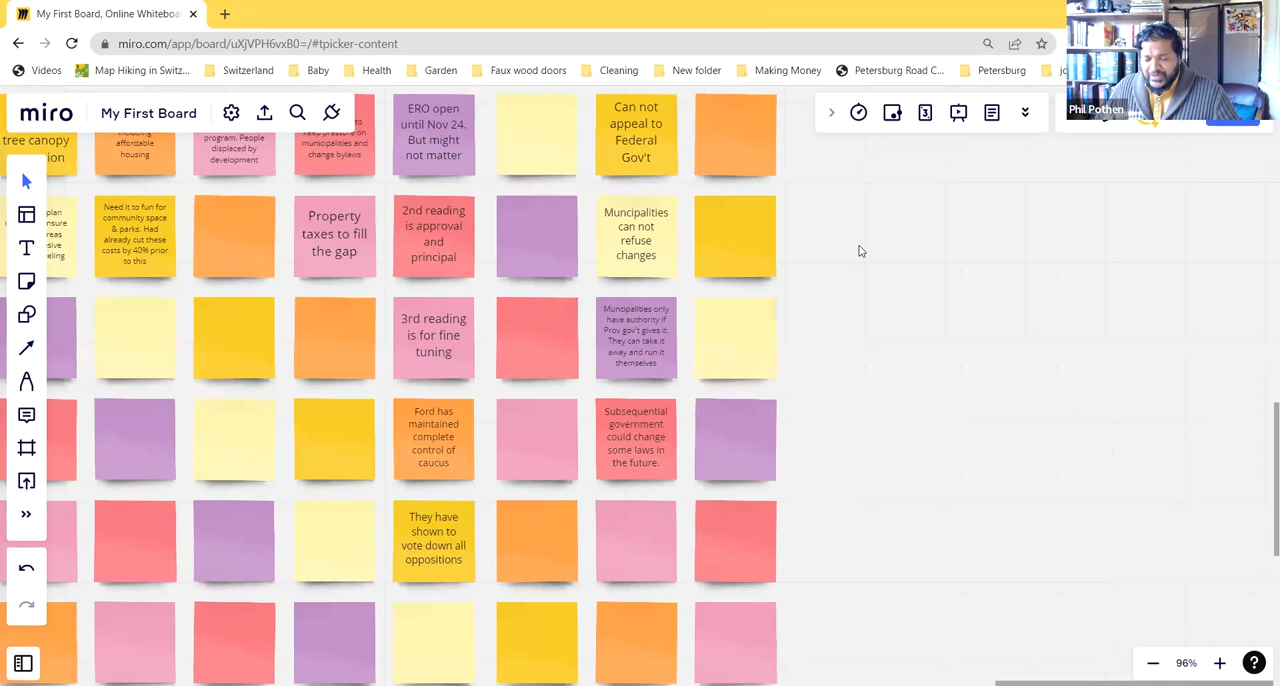 My First Board, Online Whiteboa
miro.com/app/board/uXjVPH6vxB0=/#tpicker-content
Videos
Map Hiking in Switz...
Switzerland
Baby
Health
Garde
Faux wood doors
Cleaning
New folder
Making Money
Petersburg Road C...
Petersburg
Phil Pothen
miro
My First Board
tree canopy
including
affordable
housing
program. People
displaced by
development
to
keep pressure on
municipalities and
change bylaws
ERO open
until Nov 24.
But might
not matter
Can not
appeal to
Federal
Gov't
plan
Need it to fun for
community space
& parks. Had
already cut these
costs by 40% prior
to this
Property
taxes to fill
the gap
2nd reading
is approval
and
principal
Muncipalities
can not
refuse
changes
3rd reading
is for fine
tuning
Muncipalities only
have authority if
Prov gov't gives it.
They can take it
away and run it
themselves
Ford has
maintained
complete
control of
caucus
Subsequential
government
could change
some laws in
the future.
They have
shown to
vote down all
oppositions
96%